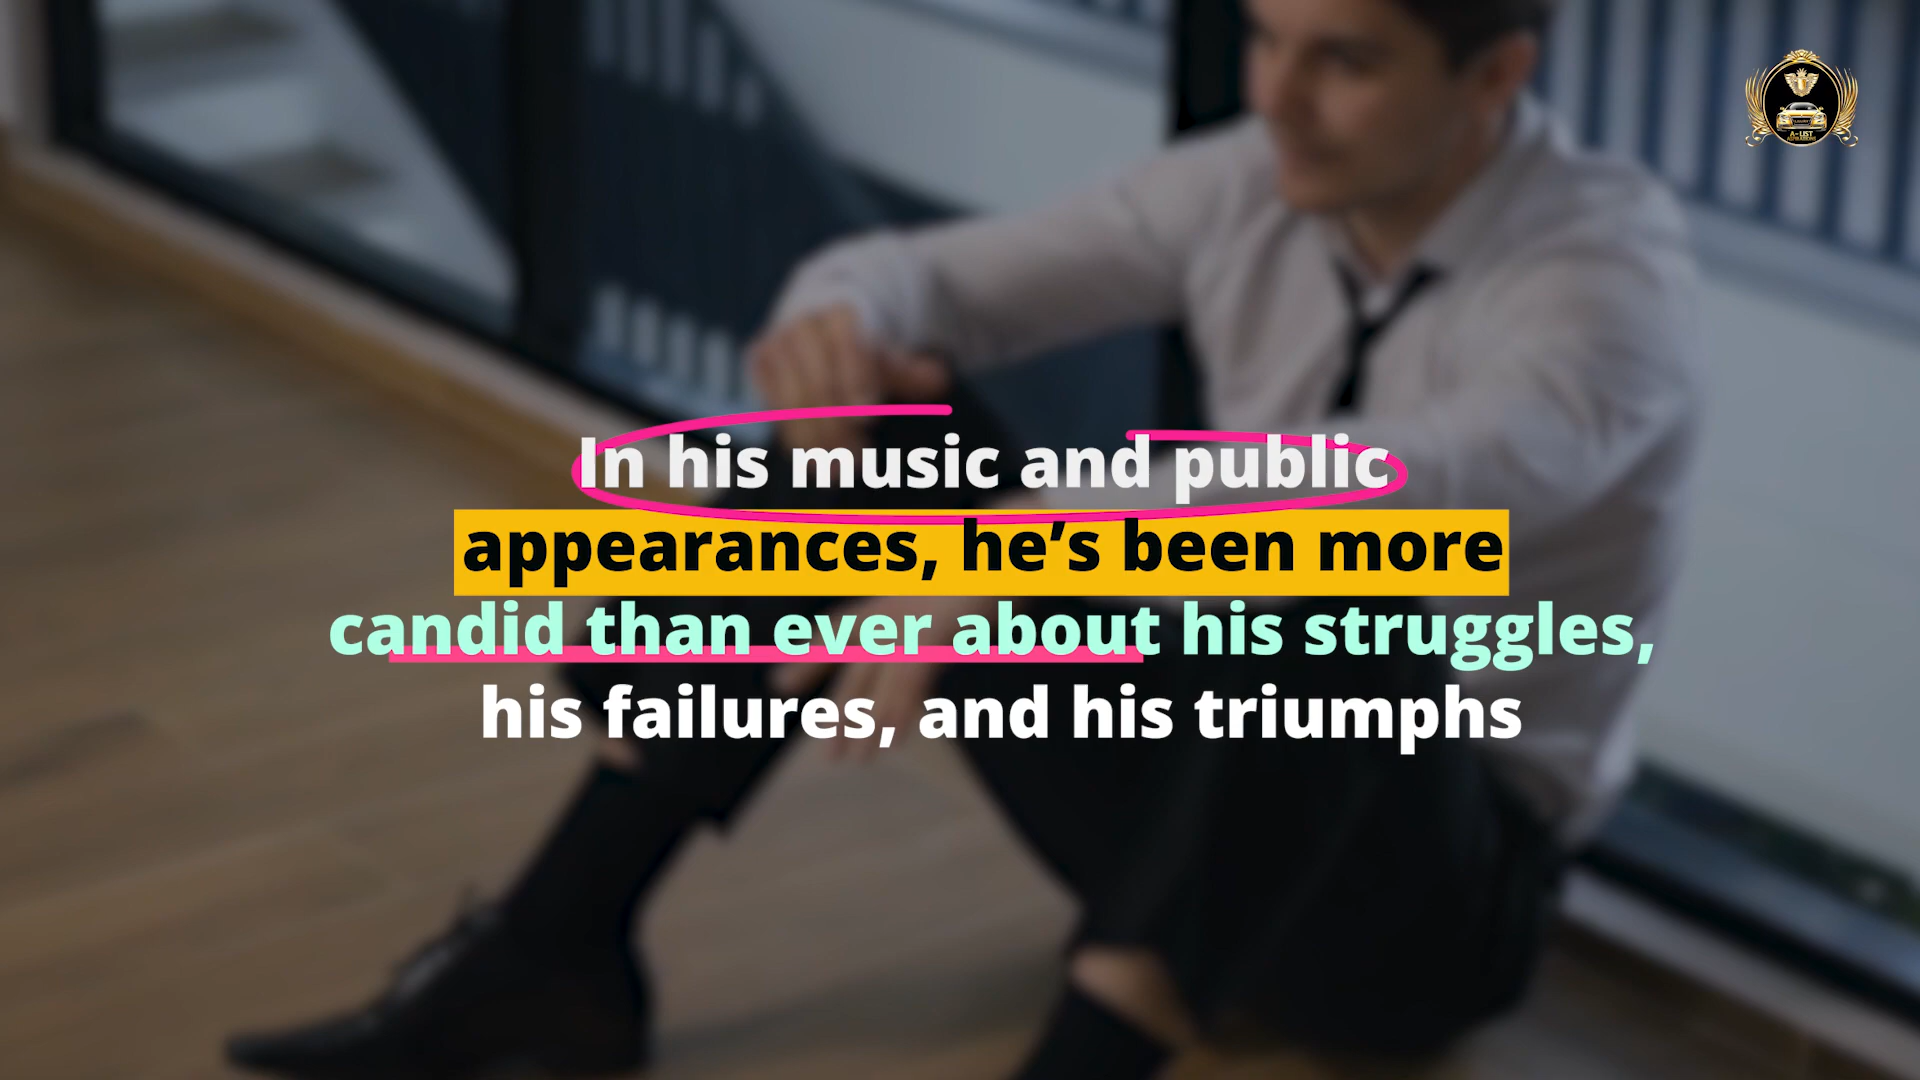 In his music and public
appearances, he’s been more
candid than ever about his struggles,
his failures, and his triumphs
A-LIST